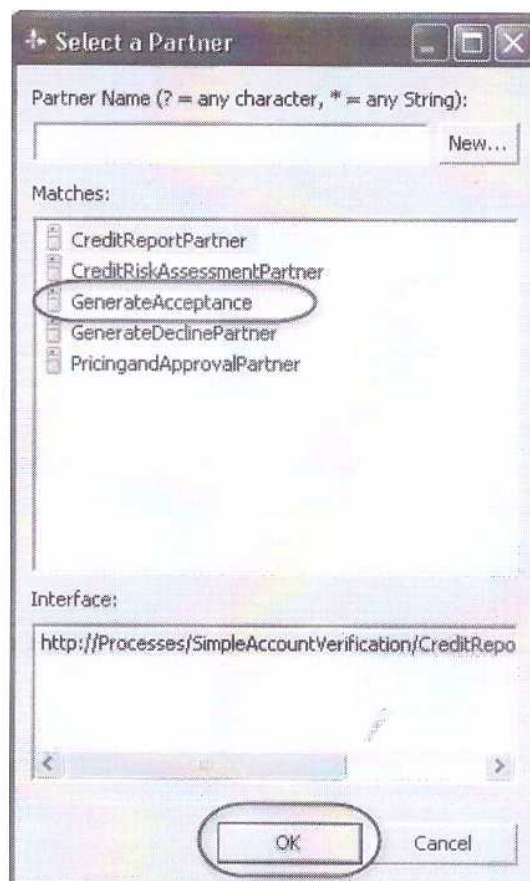 Select a Partner
Partner Name (? = any character, * = any String):
New...
Matches:
CreditReportPartner
CreditRiskAssessmentPartner
GenerateAcceptance
GenerateDeclinePartner
PricingandApprovalPartner
Interface:
http://Processes/SimpleAccountVerification/CreditRepo
OK
Cancel